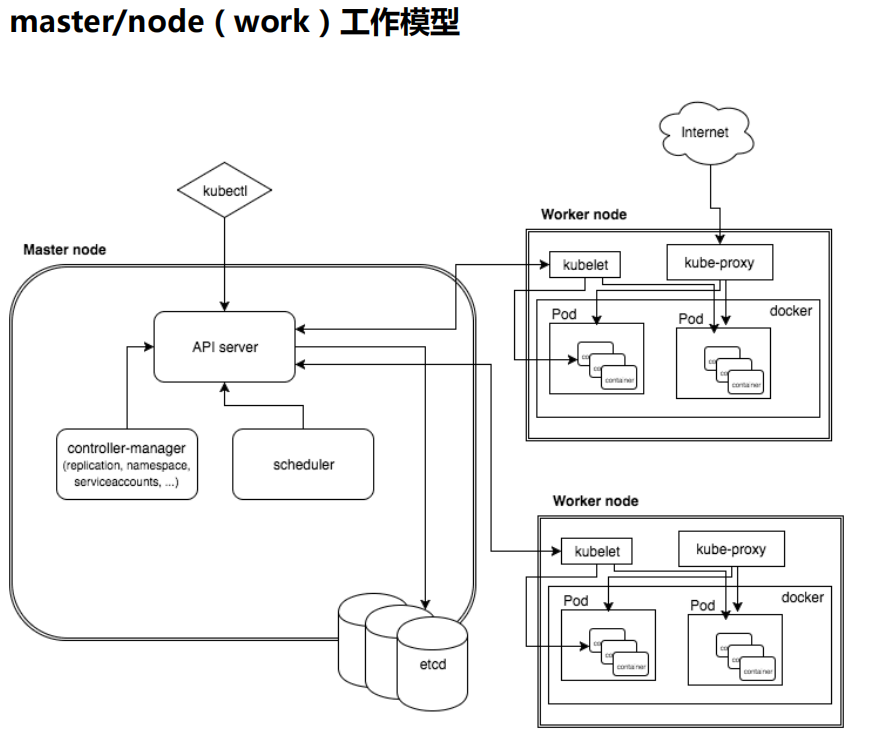 master/node（work）工作模型
Internet
kubectl
Worker node
Master node
kubelet
kube-proxy
docker
Pod
Pod
API server
container
container
controller-manager
(replication, namespace,
serviceaccounts, ...)
scheduler
Worker node
kubelet
kube-proxy
docker
Pod
Pod
container
container
etcd